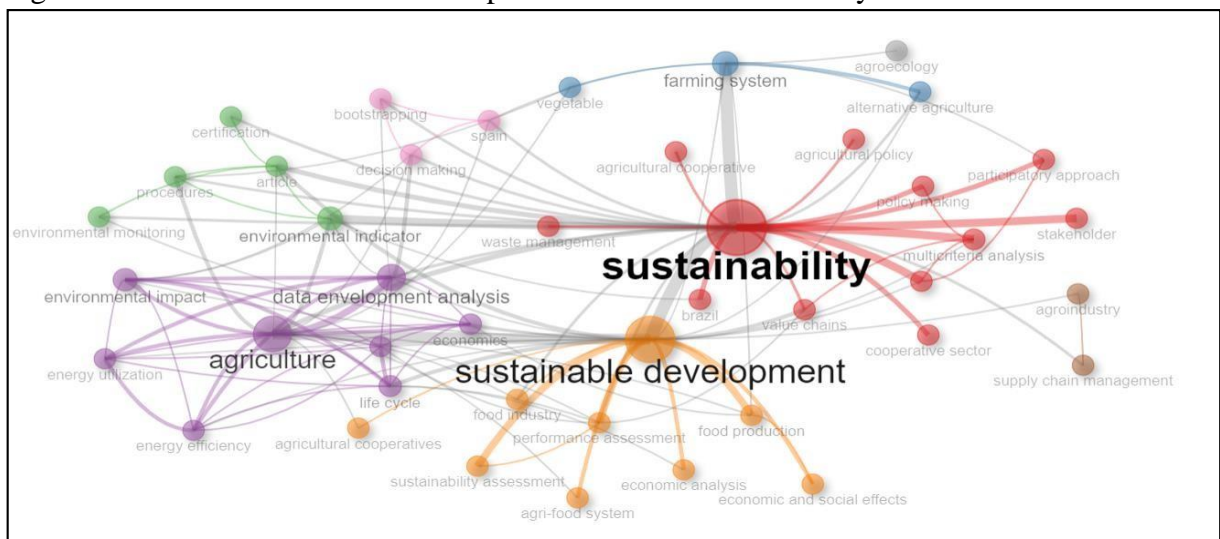 agroecology
farming system
vegetable
alternative agriculture
bootstrapping
certification
spain
agricultural policy
decision making
agricultural cooperative
participatory approach
article
procedures
policy making
environmental monitoring
environmental indicator
waste management
stakeholder
multicriteria analysis
sustainability
environmental impact
data envelopment analysis
brazil
value chains
agroindustry
economics
cooperative sector
agriculture
sustainable development
energy utilization
supply chain management
life cycle
food industry
food production
performance assessment
energy efficiency
agricultural cooperatives
sustainability assessment
economic analysis
economic and social effects
agri-food system